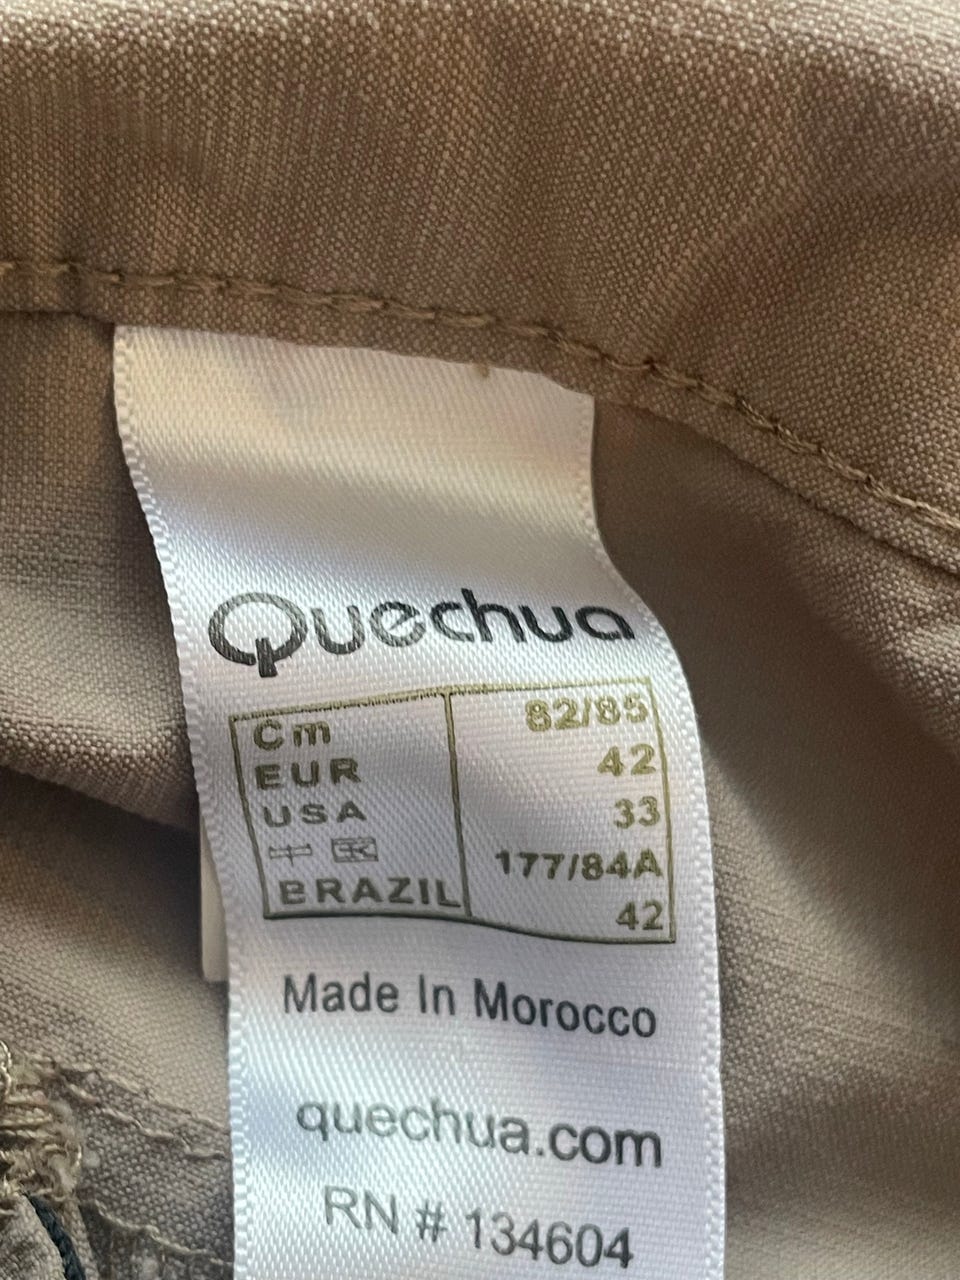 Quechua
Cm 82/85
EUR 42
USA 33
中 国 177/84A
BRAZIL 42
Made In Morocco
quechua.com
RN # 134604